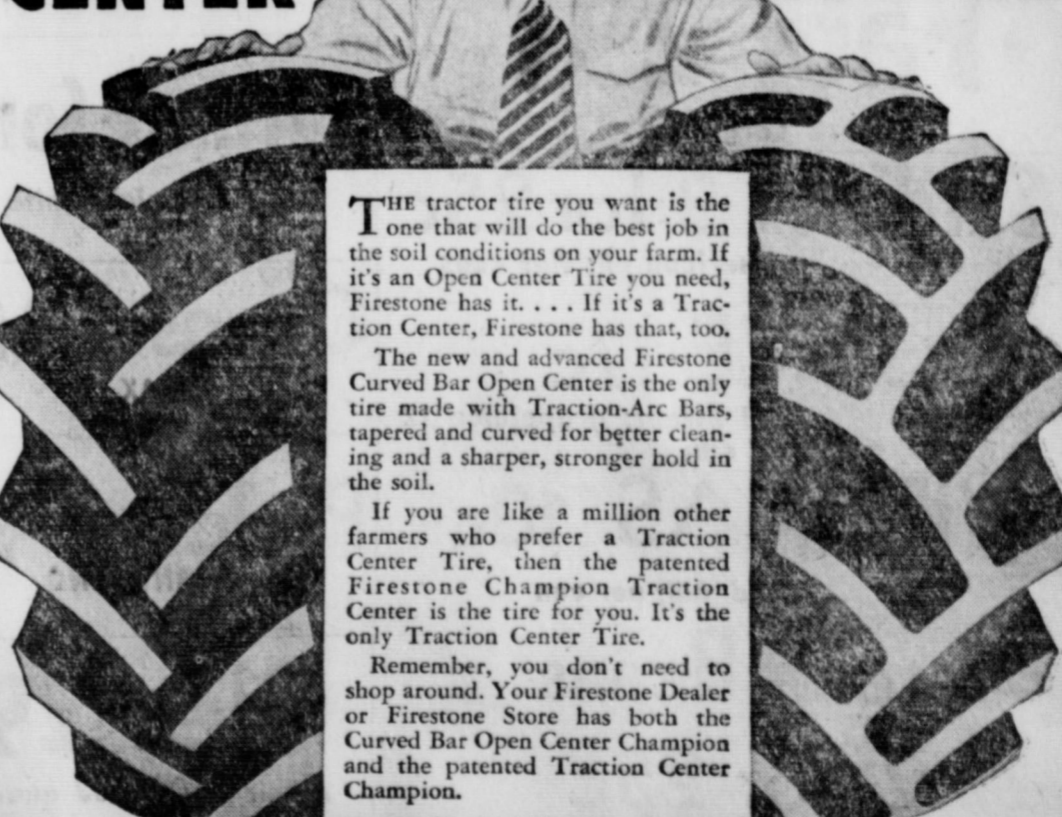 CENTER
THE tractor tire you want is the
one that will do the best job in
the soil conditions on your farm. If
it's an Open Center Tire you need,
Firestone has it. . . . If it's a Trac-
tion Center, Firestone has that, too.
The new and advanced Firestone
Curved Bar Open Center is the only
tire made with Traction-Arc Bars,
tapered and curved for better clean-
ing and a sharper, stronger hold in
the soil.
If you are like a million other
farmers who prefer a Traction
Center Tire, then the patented
Firestone Champion Traction
Center is the tire for you. It's the
only Traction Center Tire.
Remember, you don't need to
shop around. Your Firestone Dealer
or Firestone Store has both the
Curved Bar Open Center Champion
and the patented Traction Center
Champion.